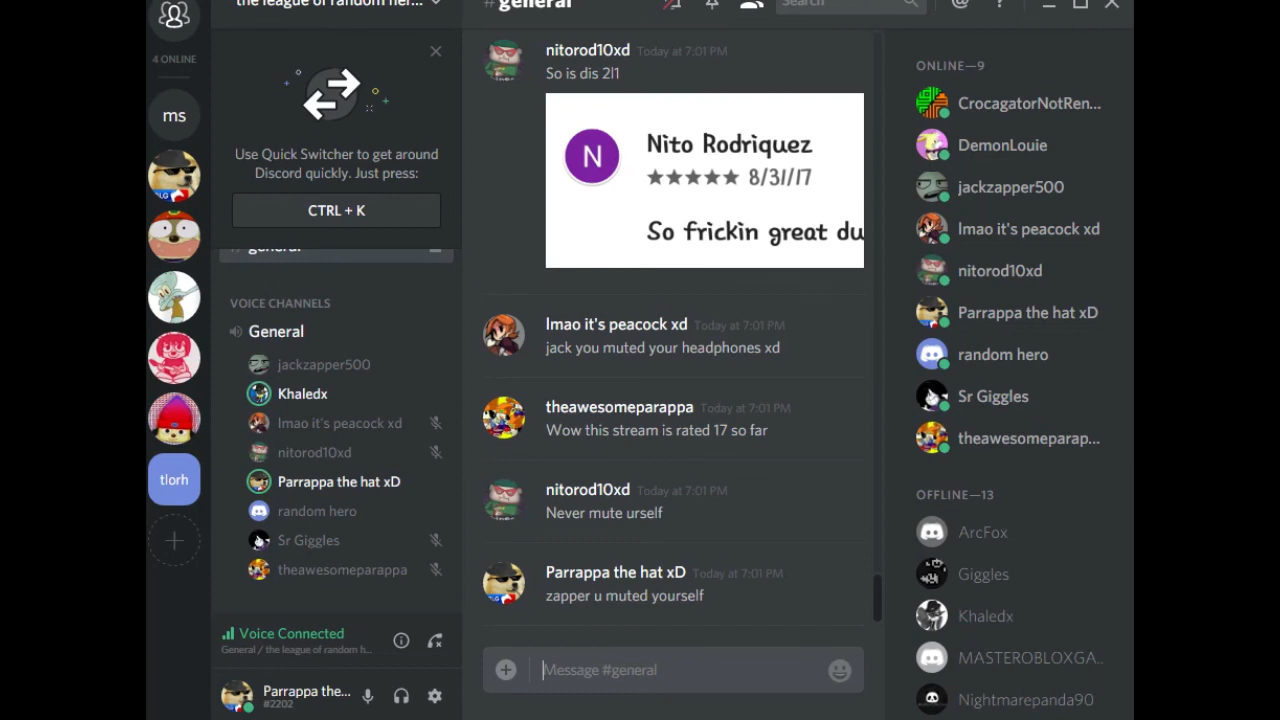 the league of random her...
#general
Search
4 ONLINE
ms
tlorh
Use Quick Switcher to get around
Discord quickly. Just press:
CTRL + K
general
VOICE CHANNELS
General
jackzapper500
Khaledx
lmao it's peacock xd
nitorod10xd
Parrappa the hat xD
random hero
Sr Giggles
theawesomeparappa
Voice Connected
General / the league of random h...
Parrappa the...
#2202
nitorod10xd Today at 7:01 PM
So is dis 2l1
N
Nito Rodriquez
★★★★★ 8/31/17
So frickin great du
lmao it's peacock xd Today at 7:01 PM
jack you muted your headphones xd
theawesomeparappa Today at 7:01 PM
Wow this stream is rated 17 so far
nitorod10xd Today at 7:01 PM
Never mute urself
Parrappa the hat xD Today at 7:01 PM
zapper u muted yourself
Message #general
ONLINE—9
CrocagatorNotRen...
DemonLouie
jackzapper500
lmao it's peacock xd
nitorod10xd
Parrappa the hat xD
random hero
Sr Giggles
theawesomeparap...
OFFLINE—13
ArcFox
Giggles
Khaledx
MASTEROBLOXGA..
Nightmarepanda90